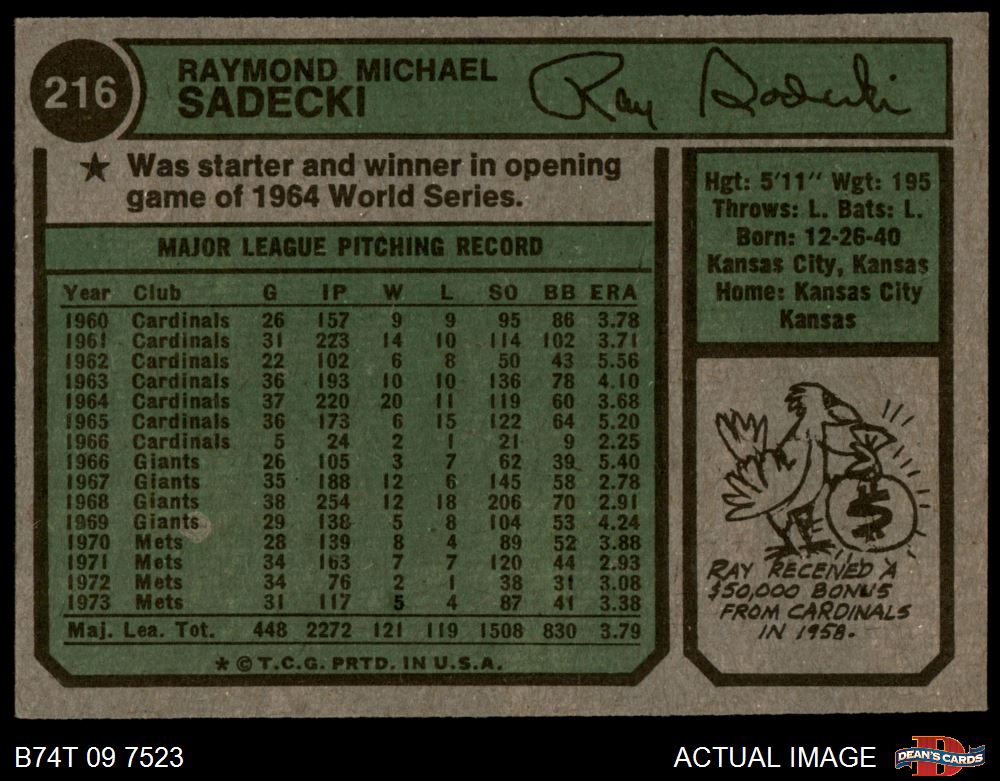 216
RAYMOND MICHAEL
SADECKI
Ray Sadecki
★ Was starter and winner in opening
game of 1964 World Series.
MAJOR LEAGUE PITCHING RECORD
Year Club G IP W L SO BB ERA
1960 Cardinals 26 157 9 9 95 86 3.78
1961 Cardinals 31 223 14 10 114 102 3.71
1962 Cardinals 22 102 6 8 50 43 5.56
1963 Cardinals 36 193 10 10 136 78 4.10
1964 Cardinals 37 220 20 11 119 60 3.68
1965 Cardinals 36 173 6 15 122 64 5.20
1966 Cardinals 5 24 2 1 21 9 2.25
1966 Giants 26 105 3 7 62 39 5.40
1967 Giants 35 188 12 6 145 58 2.78
1968 Giants 38 254 12 18 206 70 2.91
1969 Giants 29 138 5 8 104 53 4.24
1970 Mets 28 139 8 4 89 52 3.88
1971 Mets 34 163 7 7 120 44 2.93
1972 Mets 34 76 2 1 38 31 3.08
1973 Mets 31 117 5 4 87 41 3.38
Maj. Lea. Tot. 448 2272 121 119 1508 830 3.79
* © T.C.G. PRTD. IN U.S.A.
Hgt: 5'11" Wgt: 195
Throws: L. Bats: L.
Born: 12-26-40
Kansas City, Kansas
Home: Kansas City
Kansas
$
RAY RECEIVED A
$50,000 BONUS
FROM CARDINALS
IN 1958.
B74T 09 7523
ACTUAL IMAGE
D
DEAN'S CARDS